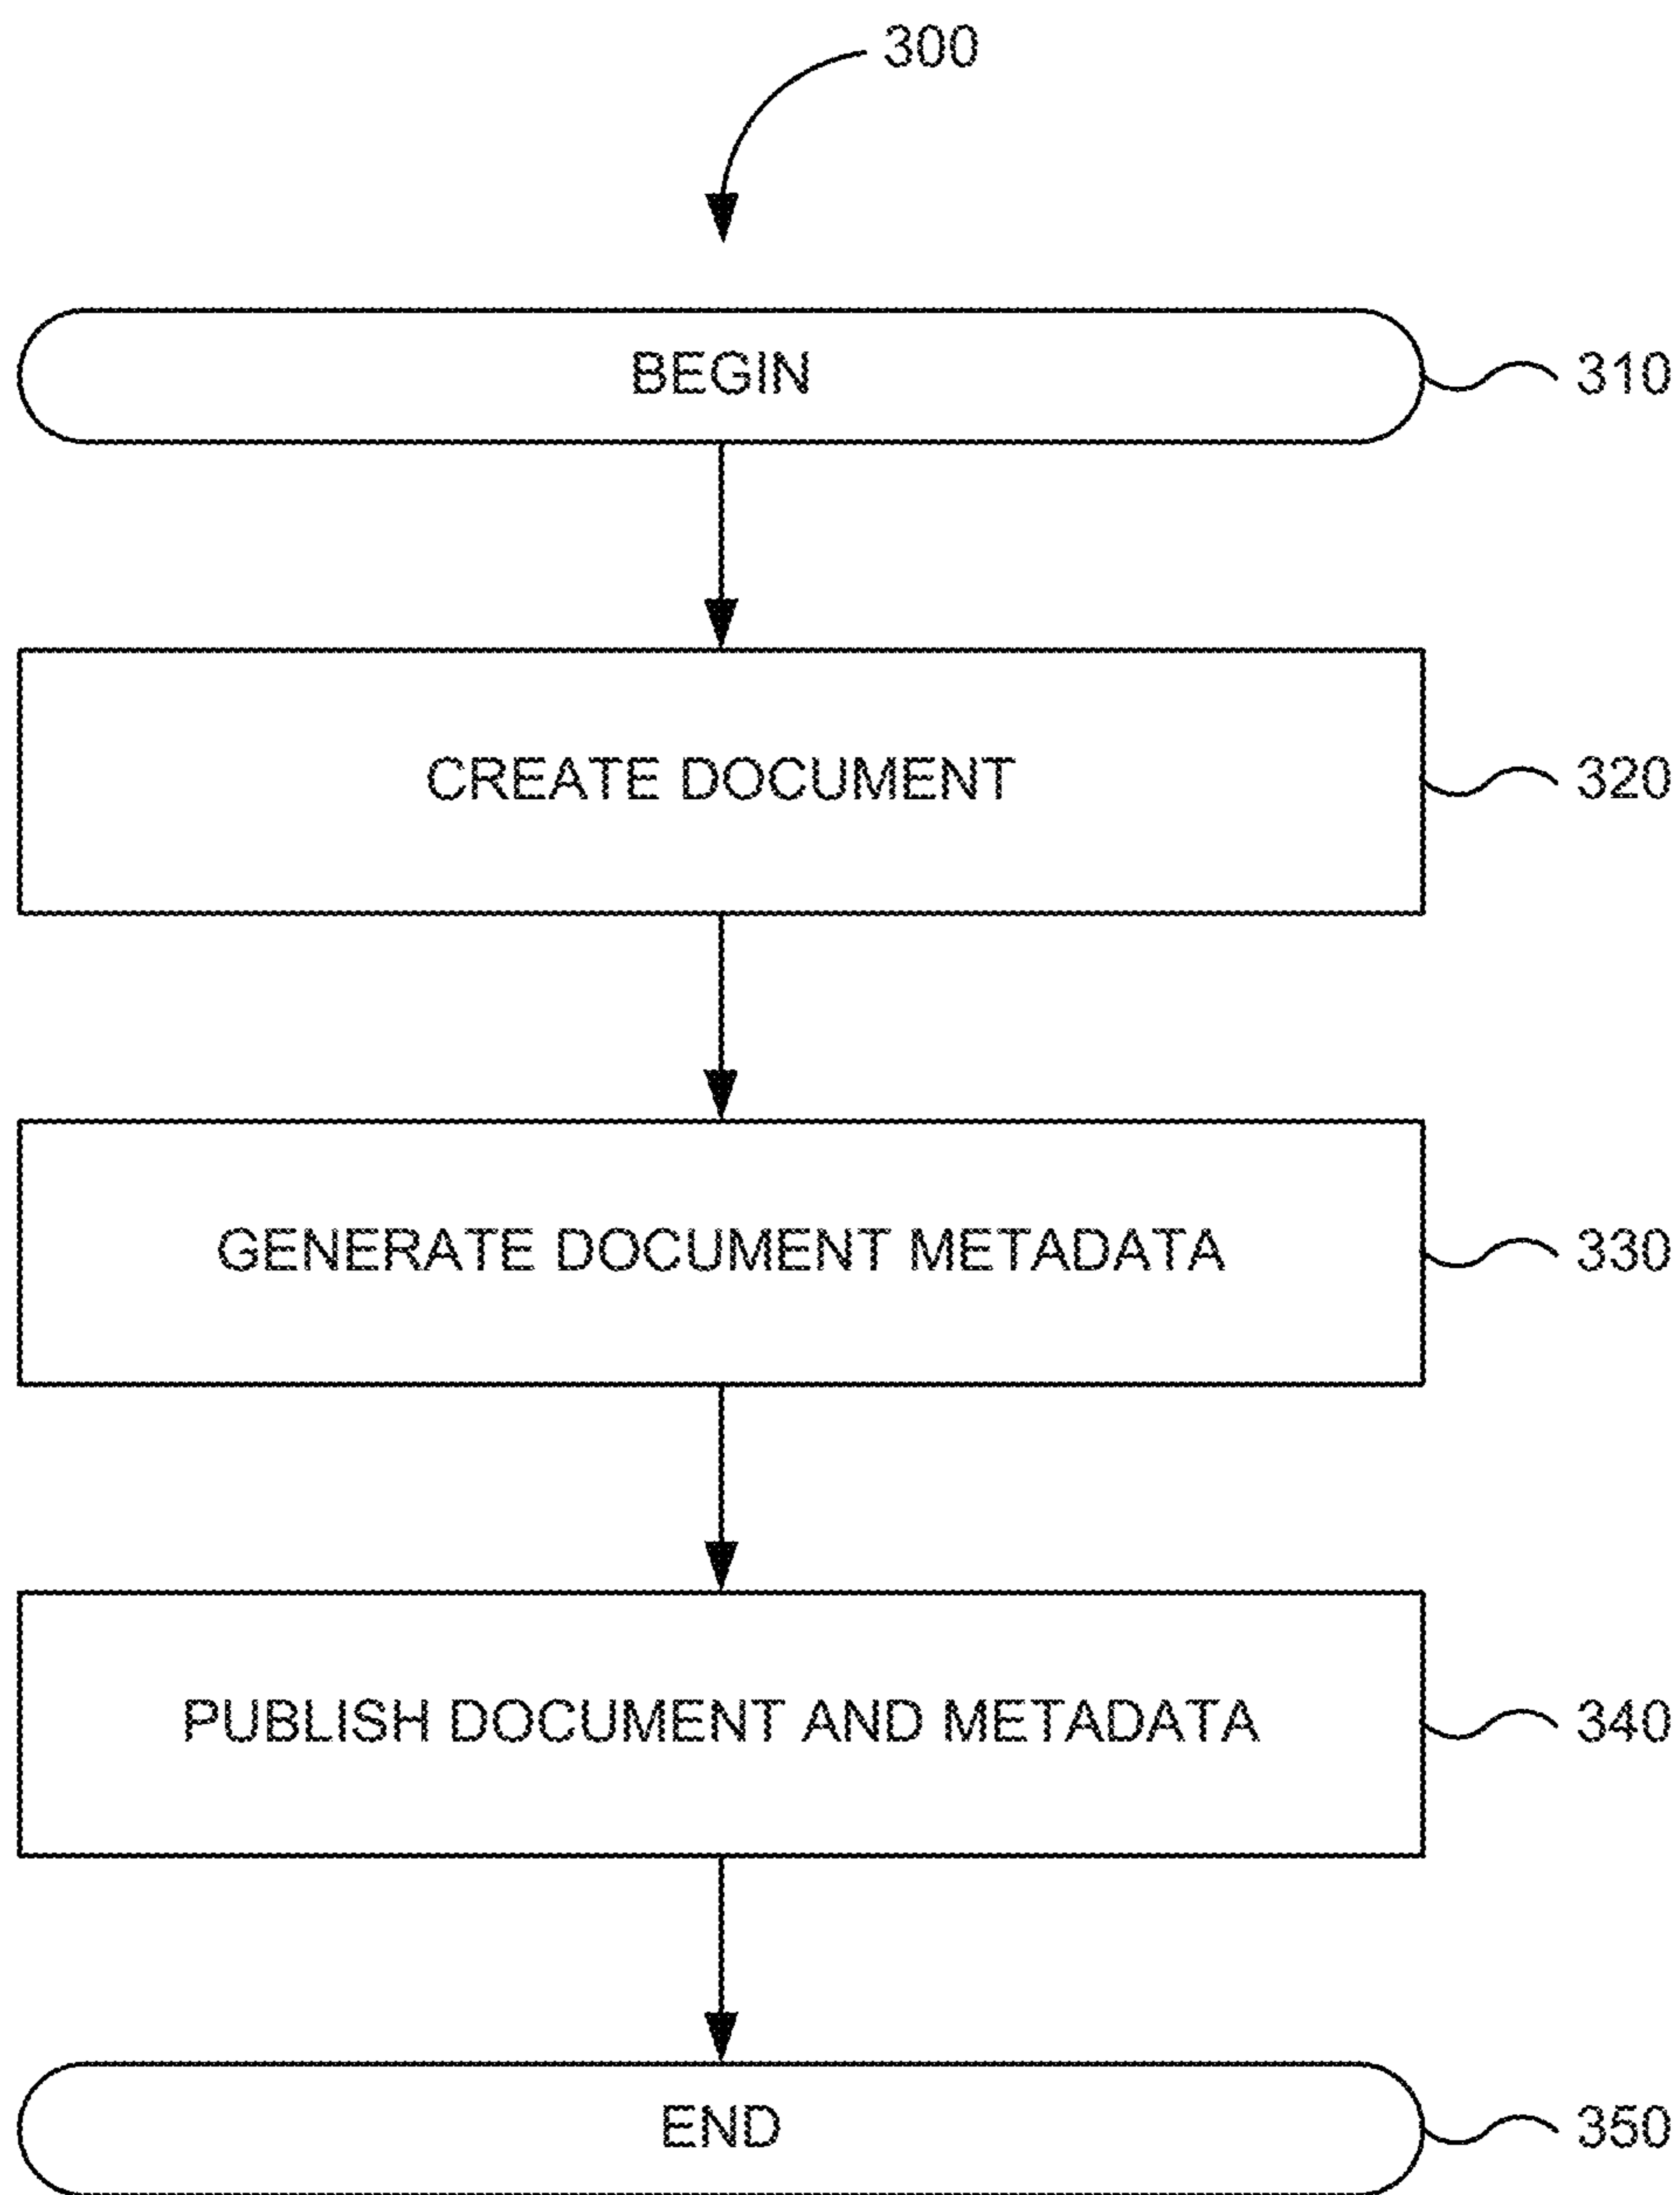 300
BEGIN
310
CREATE DOCUMENT
320
GENERATE DOCUMENT METADATA
330
PUBLISH DOCUMENT AND METADATA
340
END
350